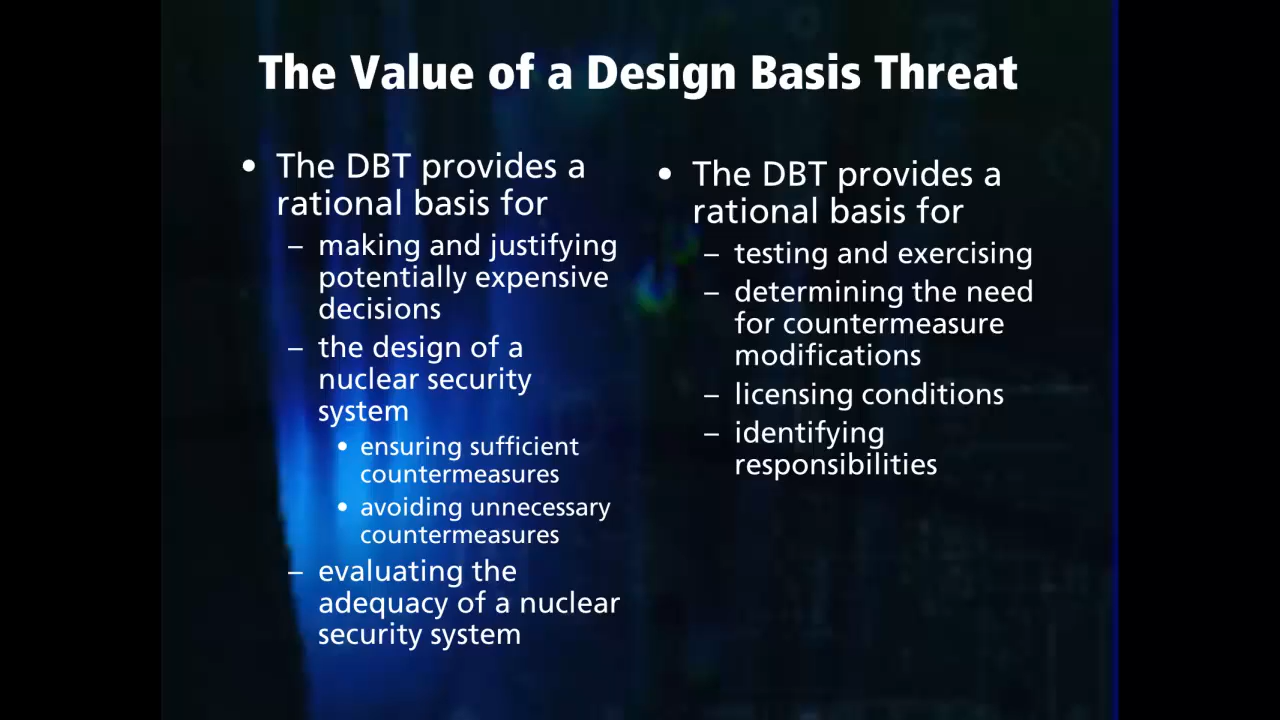 The Value of a Design Basis Threat
• The DBT provides a
rational basis for
– making and justifying
potentially expensive
decisions
– the design of a
nuclear security
system
• ensuring sufficient
countermeasures
• avoiding unnecessary
countermeasures
– evaluating the
adequacy of a nuclear
security system
• The DBT provides a
rational basis for
– testing and exercising
– determining the need
for countermeasure
modifications
– licensing conditions
– identifying
responsibilities